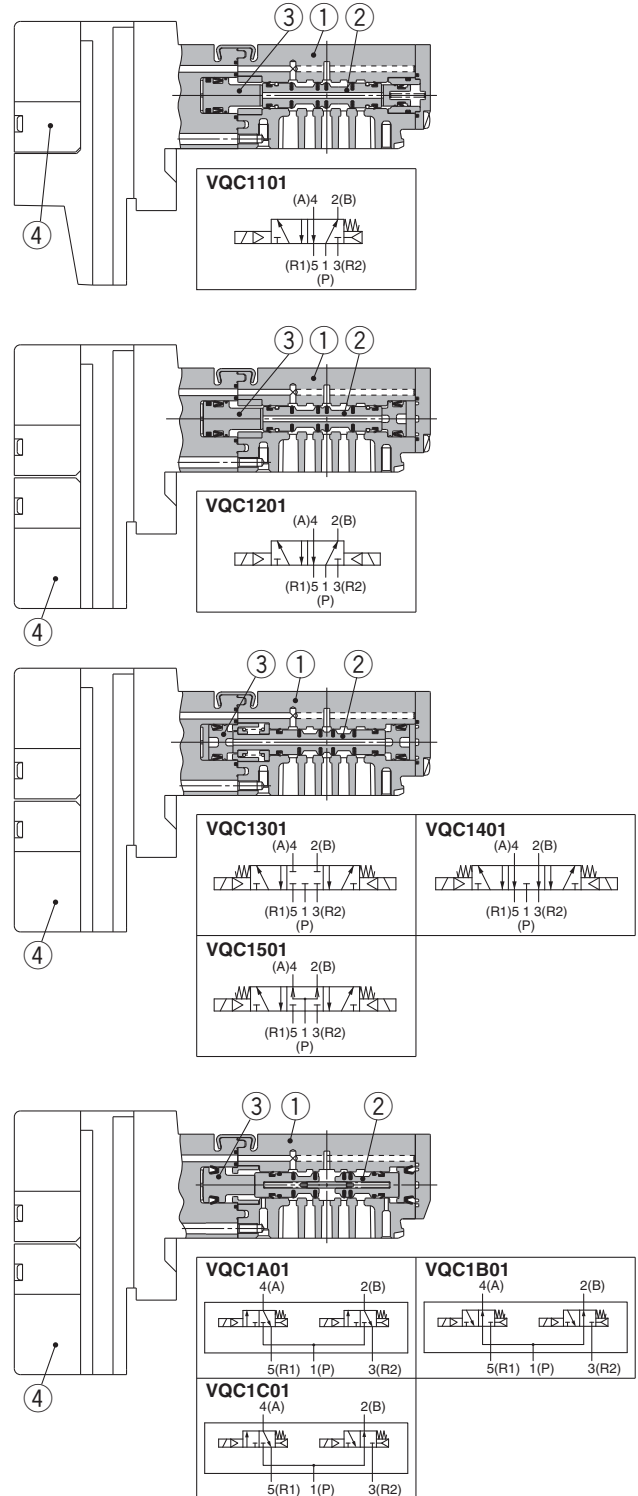 ③ ① ②
④
VQC1101
(A)4 2(B)
(R1)5 1 3(R2)
(P)
③ ① ②
④
VQC1201
(A)4 2(B)
(R1)5 1 3(R2)
(P)
③ ① ②
④
VQC1301
(A)4 2(B)
(R1)5 1 3(R2)
(P)
VQC1401
(A)4 2(B)
(R1)5 1 3(R2)
(P)
VQC1501
(A)4 2(B)
(R1)5 1 3(R2)
(P)
③ ① ②
④
VQC1A01
4(A) 2(B)
5(R1) 1(P) 3(R2)
VQC1B01
4(A) 2(B)
5(R1) 1(P) 3(R2)
VQC1C01
4(A) 2(B)
5(R1) 1(P) 3(R2)